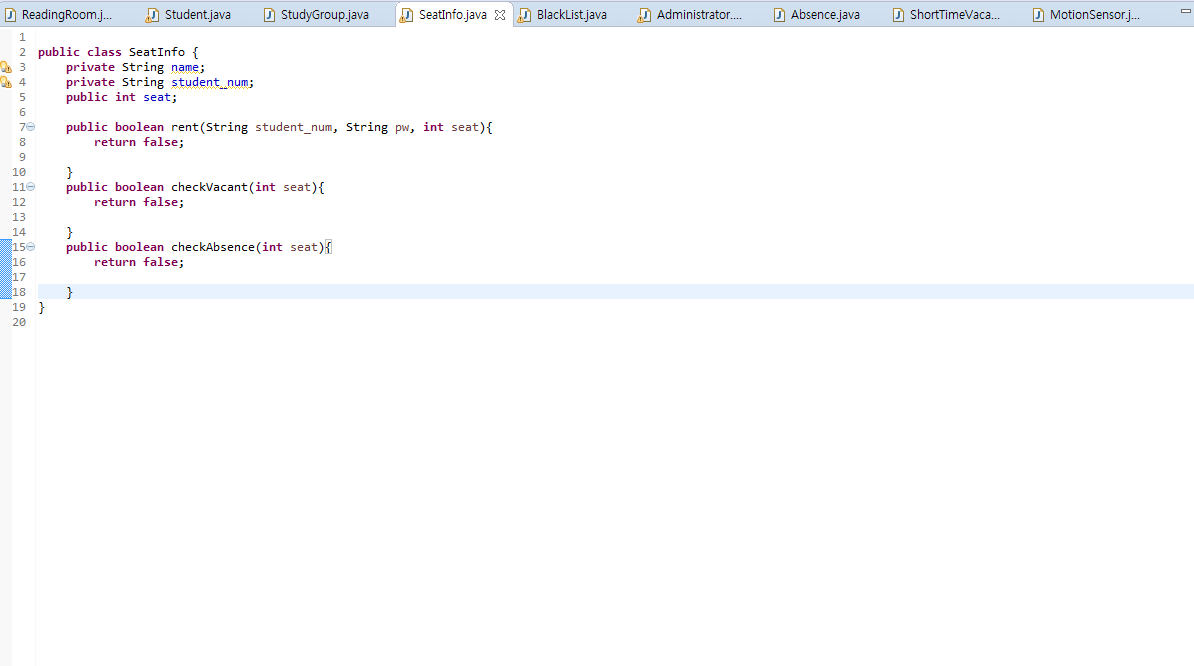 ReadingRoom.j... Student.java StudyGroup.java SeatInfo.java BlackList.java Administrator.... Absence.java ShortTimeVaca... MotionSensor.j...
1
2 public class SeatInfo {
3 private String name;
4 private String student_num;
5 public int seat;
6
7 public boolean rent(String student_num, String pw, int seat){
8 return false;
9
10 }
11 public boolean checkVacant(int seat){
12 return false;
13
14 }
15 public boolean checkAbsence(int seat){
16 return false;
17
18 }
19 }
20